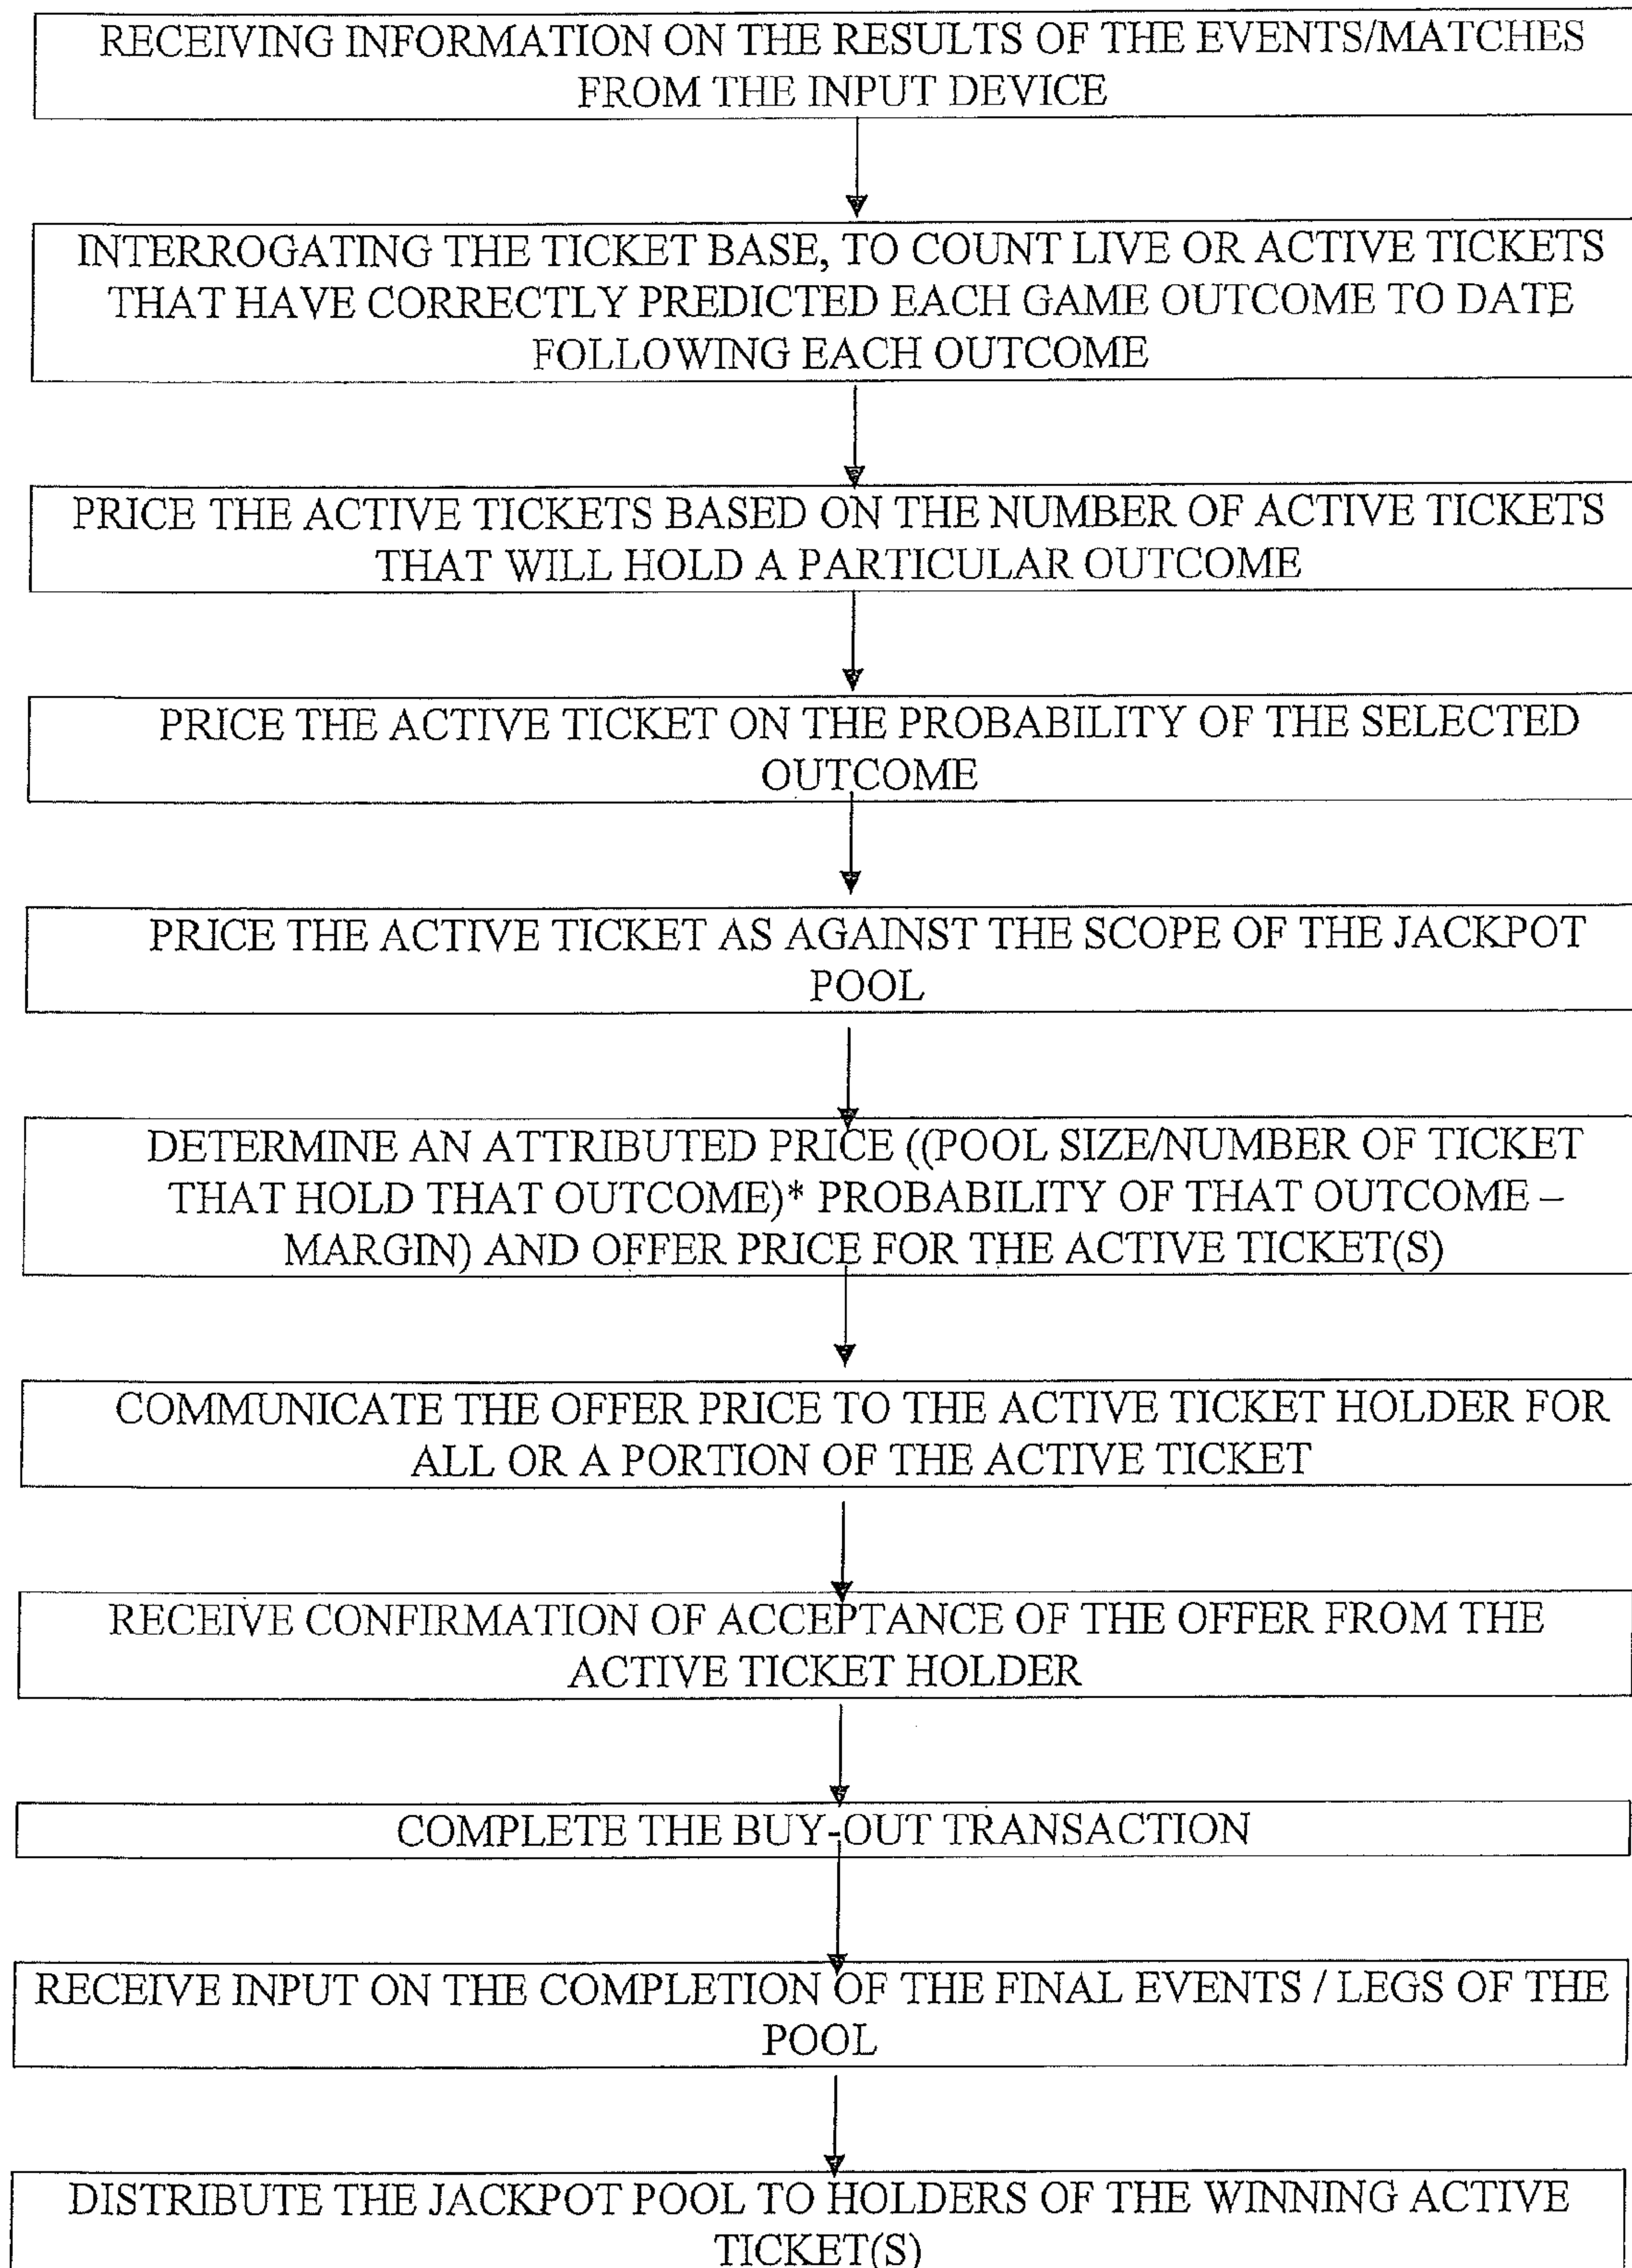 RECEIVING INFORMATION ON THE RESULTS OF THE EVENTS/MATCHES
FROM THE INPUT DEVICE
INTERROGATING THE TICKET BASE, TO COUNT LIVE OR ACTIVE TICKETS
THAT HAVE CORRECTLY PREDICTED EACH GAME OUTCOME TO DATE
FOLLOWING EACH OUTCOME
PRICE THE ACTIVE TICKETS BASED ON THE NUMBER OF ACTIVE TICKETS
THAT WILL HOLD A PARTICULAR OUTCOME
PRICE THE ACTIVE TICKET ON THE PROBABILITY OF THE SELECTED
OUTCOME
PRICE THE ACTIVE TICKET AS AGAINST THE SCOPE OF THE JACKPOT
POOL
DETERMINE AN ATTRIBUTED PRICE ((POOL SIZE/NUMBER OF TICKET
THAT HOLD THAT OUTCOME)* PROBABILITY OF THAT OUTCOME –
MARGIN) AND OFFER PRICE FOR THE ACTIVE TICKET(S)
COMMUNICATE THE OFFER PRICE TO THE ACTIVE TICKET HOLDER FOR
ALL OR A PORTION OF THE ACTIVE TICKET
RECEIVE CONFIRMATION OF ACCEPTANCE OF THE OFFER FROM THE
ACTIVE TICKET HOLDER
COMPLETE THE BUY-OUT TRANSACTION
RECEIVE INPUT ON THE COMPLETION OF THE FINAL EVENTS / LEGS OF THE
POOL
DISTRIBUTE THE JACKPOT POOL TO HOLDERS OF THE WINNING ACTIVE
TICKET(S)